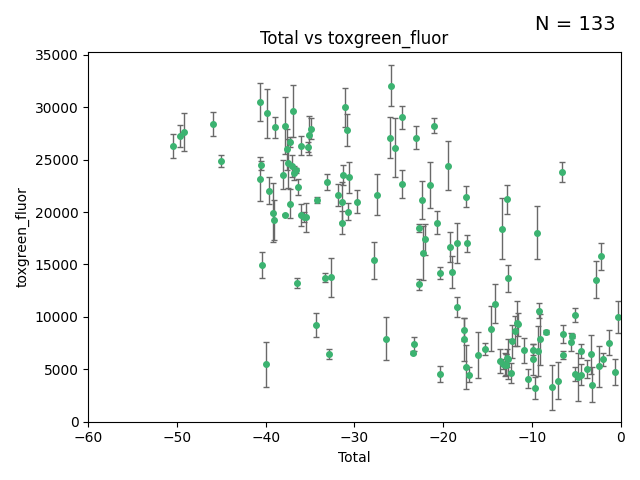 N = 133
Total vs toxgreen_fluor
35000
30000
25000
20000
15000
10000
5000
0
toxgreen_fluor
−60 −50 −40 −30 −20 −10 0
Total